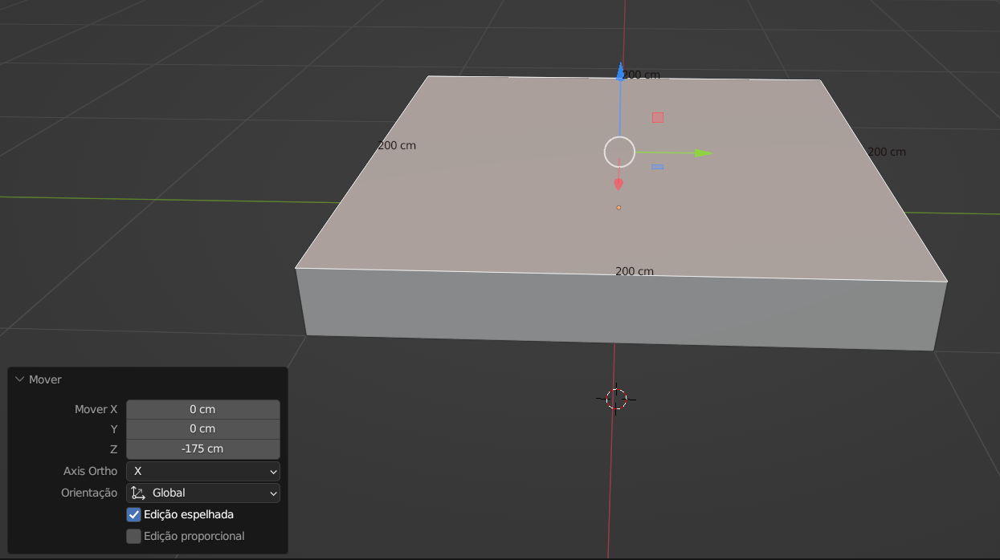 200 cm
200 cm
200 cm
200 cm
Mover
Mover X 0 cm
Y 0 cm
Z -175 cm
Axis Ortho X
Orientação Global
Edição espelhada
Edição proporcional